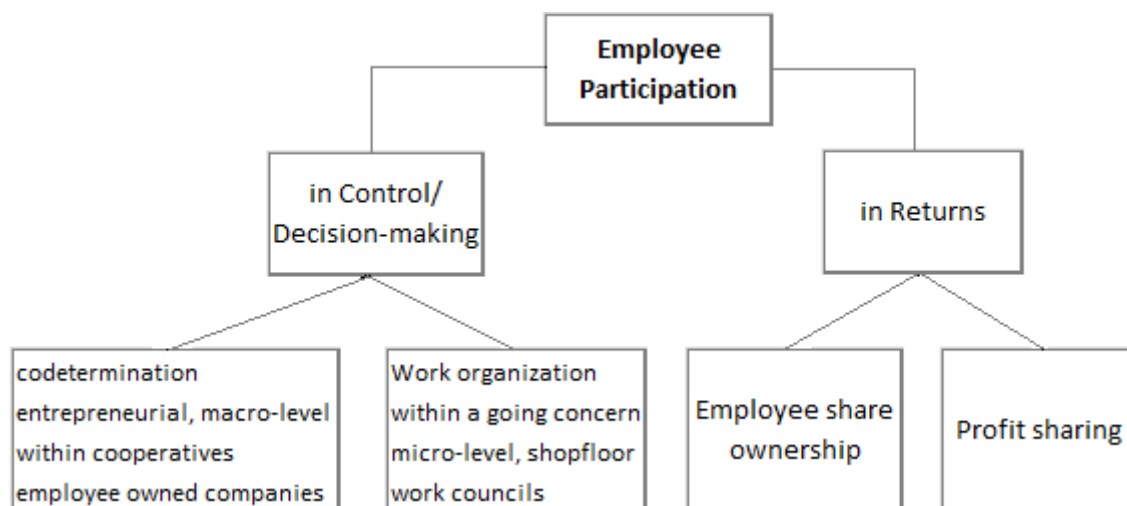 Employee
Participation
in Control/
Decision-making
in Returns
codetermination
entrepreneurial, macro-level
within cooperatives
employee owned companies
Work organization
within a going concern
micro-level, shopfloor
work councils
Employee share
ownership
Profit sharing